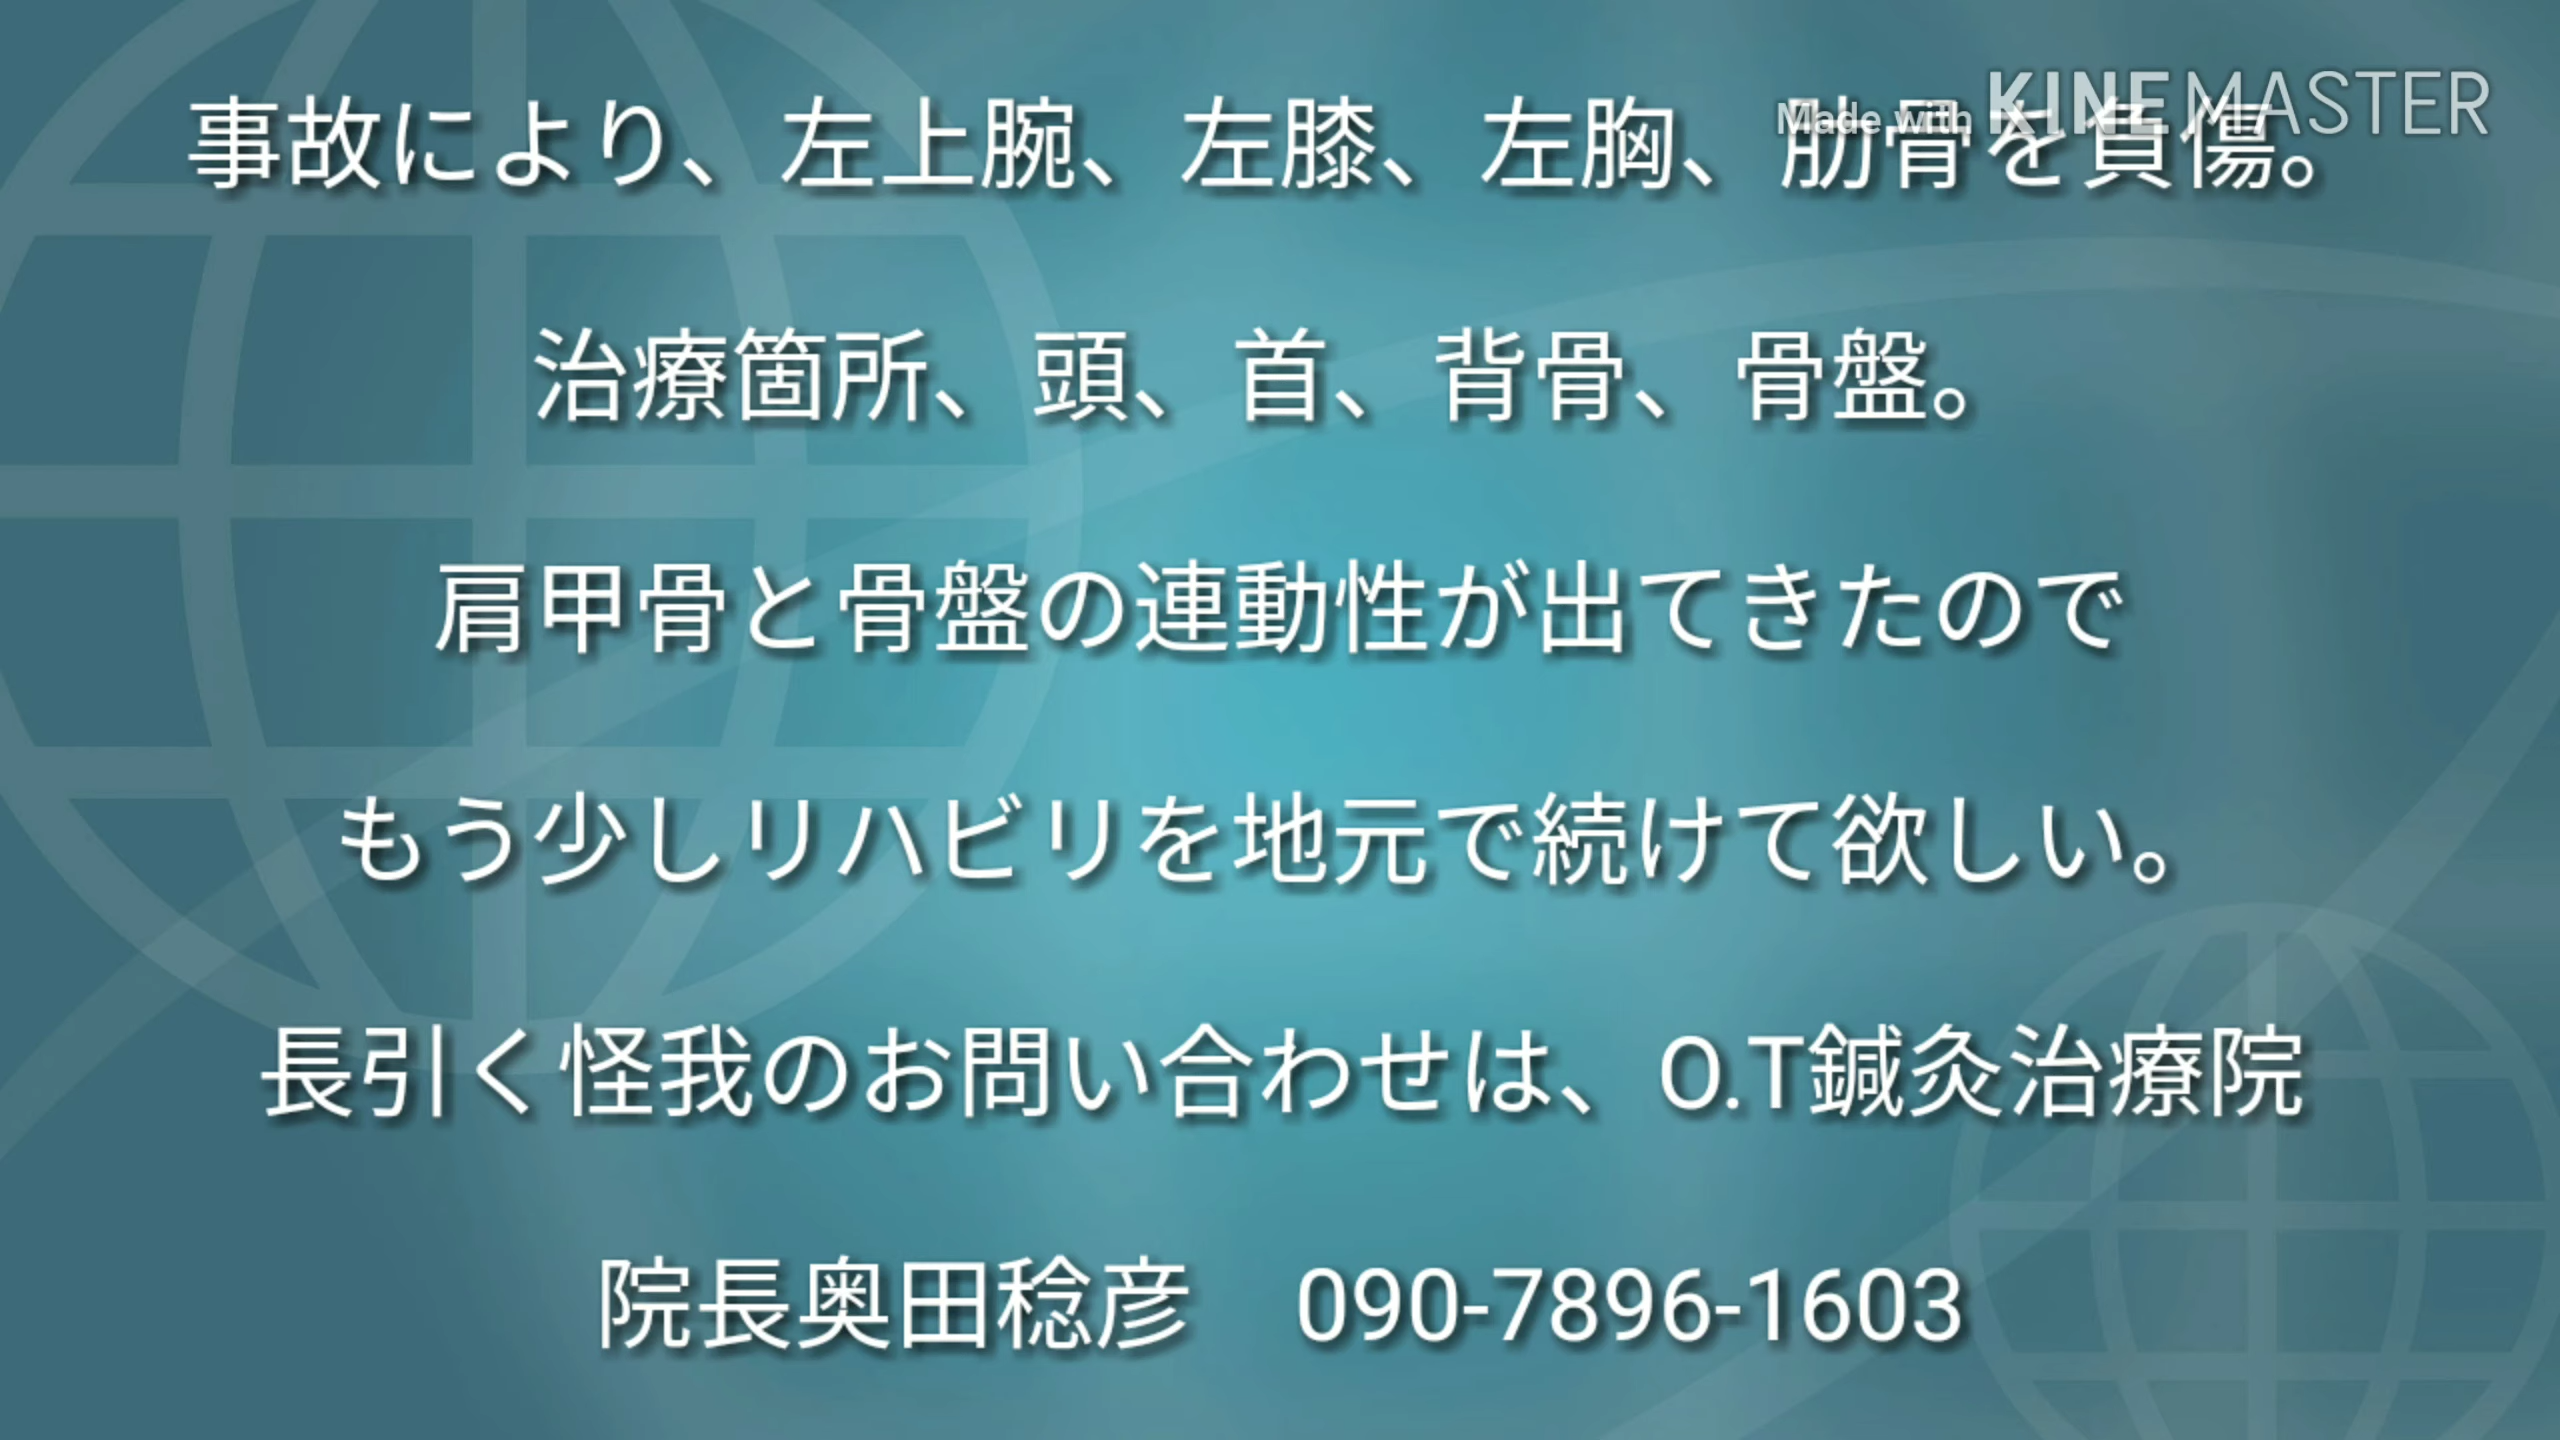 Made with KINEMASTER
事故により、左上腕、左膝、左胸、肋骨を負傷。
治療箇所、頭、首、背骨、骨盤。
肩甲骨と骨盤の連動性が出てきたので
もう少しリハビリを地元で続けて欲しい。
長引く怪我のお問い合わせは、O.T鍼灸治療院
院長奥田稔彦　090-7896-1603